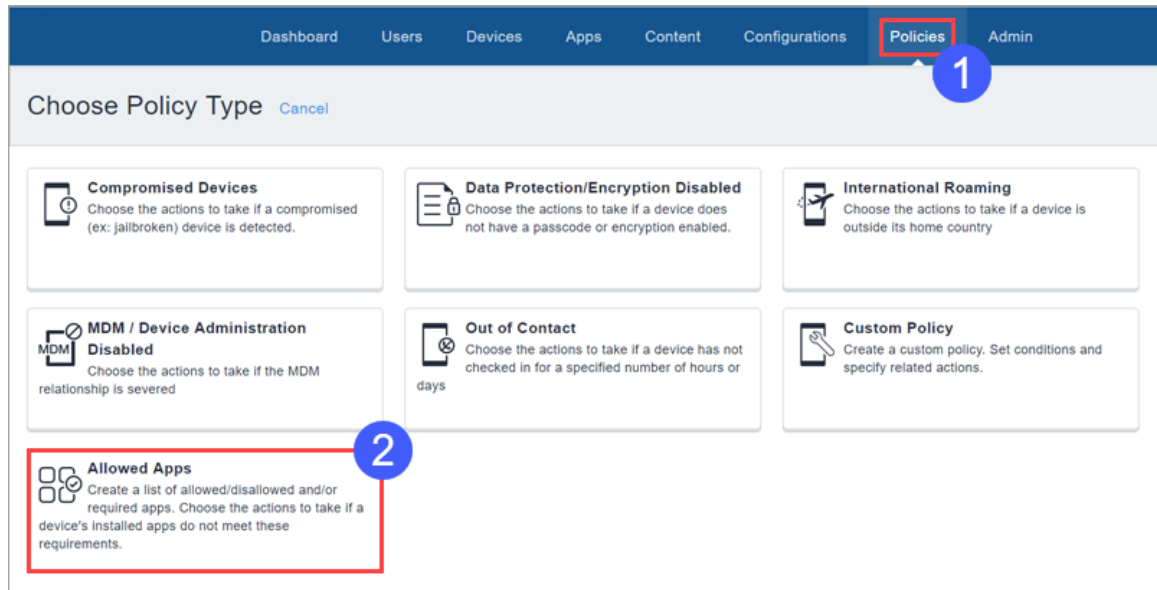 Dashboard Users Devices Apps Content Configurations Policies Admin
1
Choose Policy Type Cancel
Compromised Devices
Choose the actions to take if a compromised
(ex: jailbroken) device is detected.
Data Protection/Encryption Disabled
Choose the actions to take if a device does
not have a passcode or encryption enabled.
International Roaming
Choose the actions to take if a device is
outside its home country
MDM
MDM / Device Administration
Disabled
Choose the actions to take if the MDM
relationship is severed
Out of Contact
Choose the actions to take if a device has not
checked in for a specified number of hours or
days
Custom Policy
Create a custom policy. Set conditions and
specify related actions.
2
Allowed Apps
Create a list of allowed/disallowed and/or
required apps. Choose the actions to take if a
device's installed apps do not meet these
requirements.